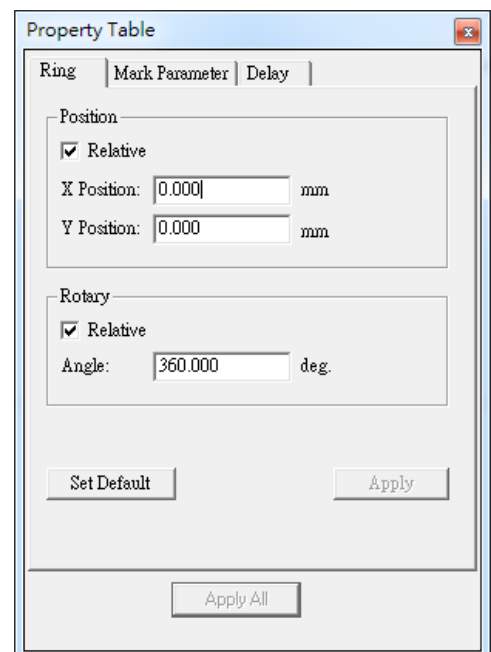 Property Table
Ring Mark Parameter Delay
Position
Relative
X Position: 0.000 mm
Y Position: 0.000 mm
Rotary
Relative
Angle: 360.000 deg.
Set Default Apply
Apply All